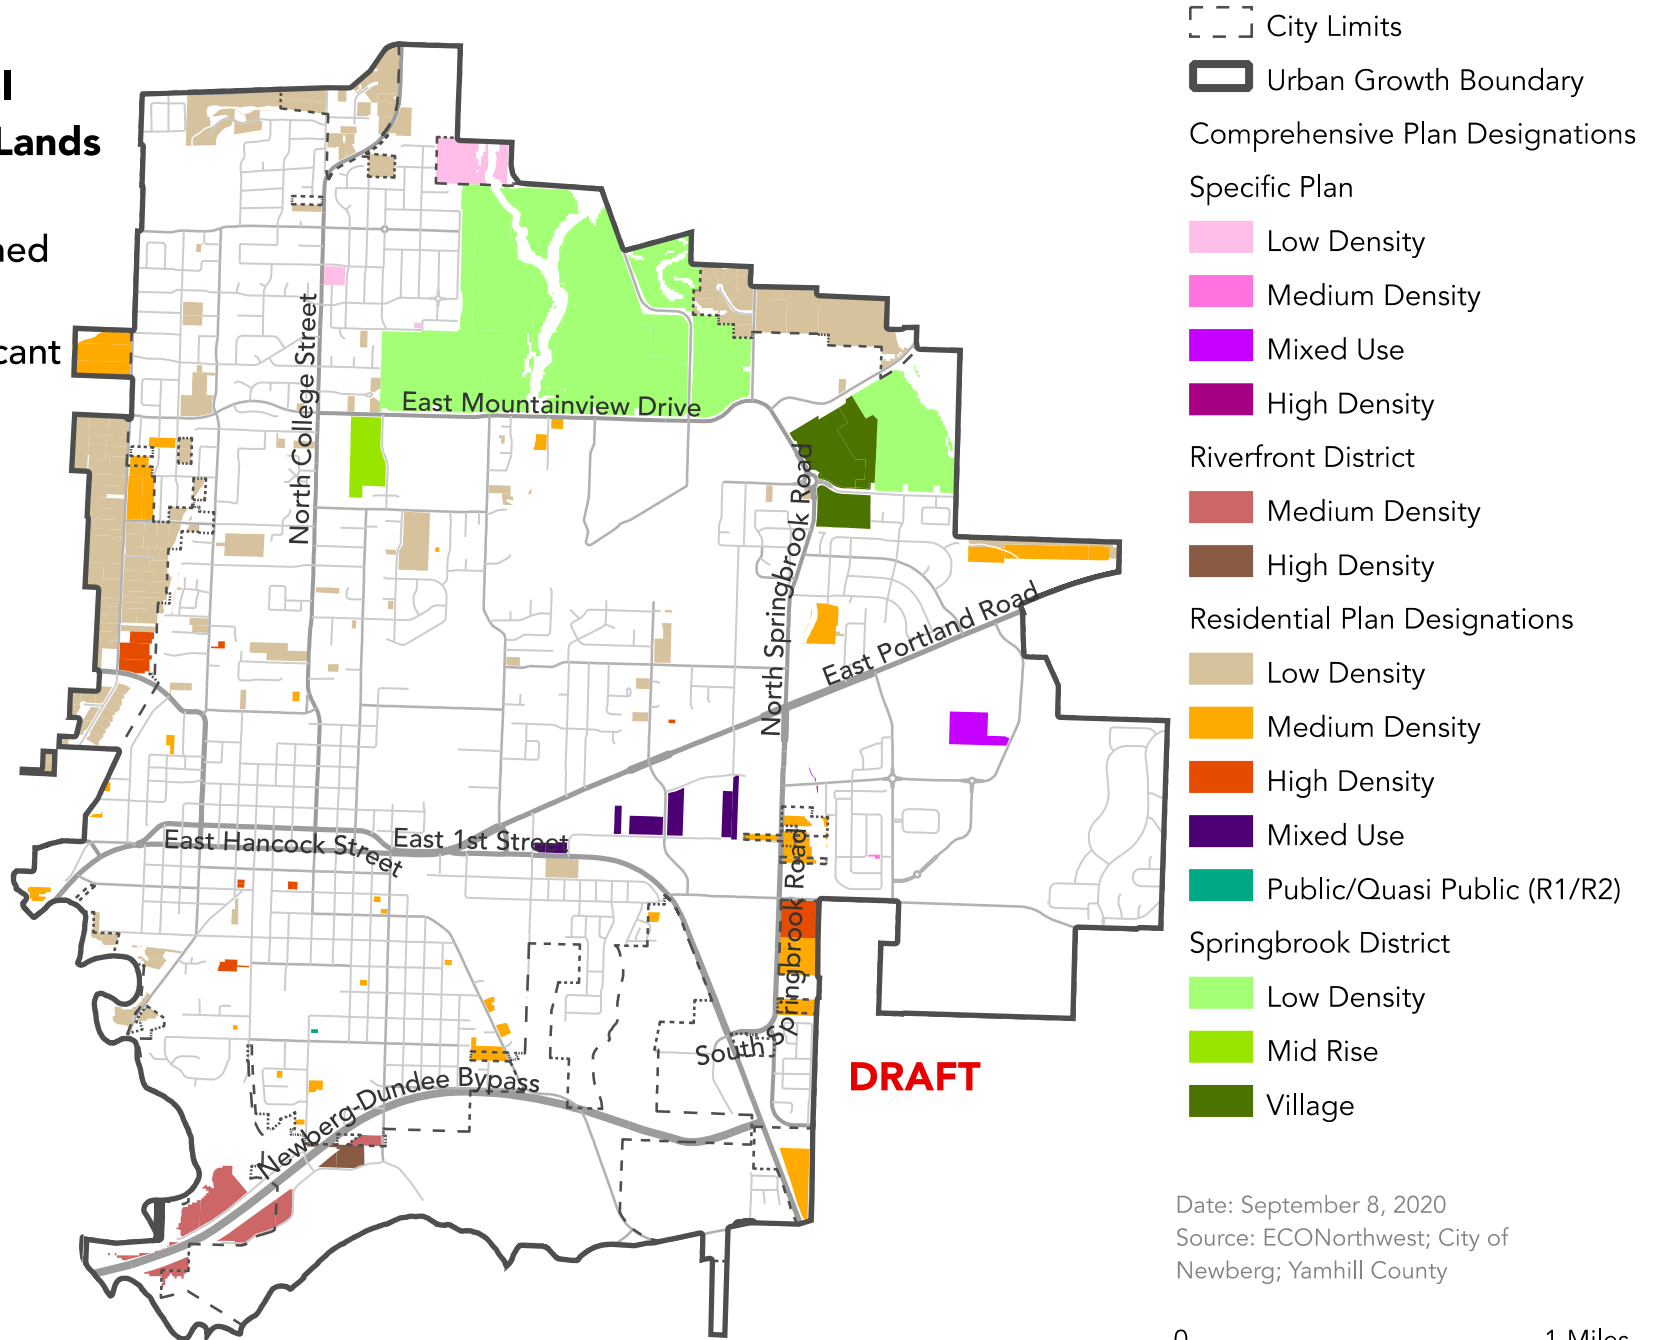 l
Lands
ned
cant
City Limits
Urban Growth Boundary
Comprehensive Plan Designations
Specific Plan
Low Density
Medium Density
Mixed Use
High Density
Riverfront District
Medium Density
High Density
Residential Plan Designations
Low Density
Medium Density
High Density
Mixed Use
Public/Quasi Public (R1/R2)
Springbrook District
Low Density
Mid Rise
Village
North College Street
East Mountainview Drive
North Springbrook Road
East Portland Road
East Hancock Street
East 1st Street
South Springbrook Road
Newberg-Dundee Bypass
DRAFT
Date: September 8, 2020
Source: ECONorthwest; City of
Newberg; Yamhill County
0 1 Miles